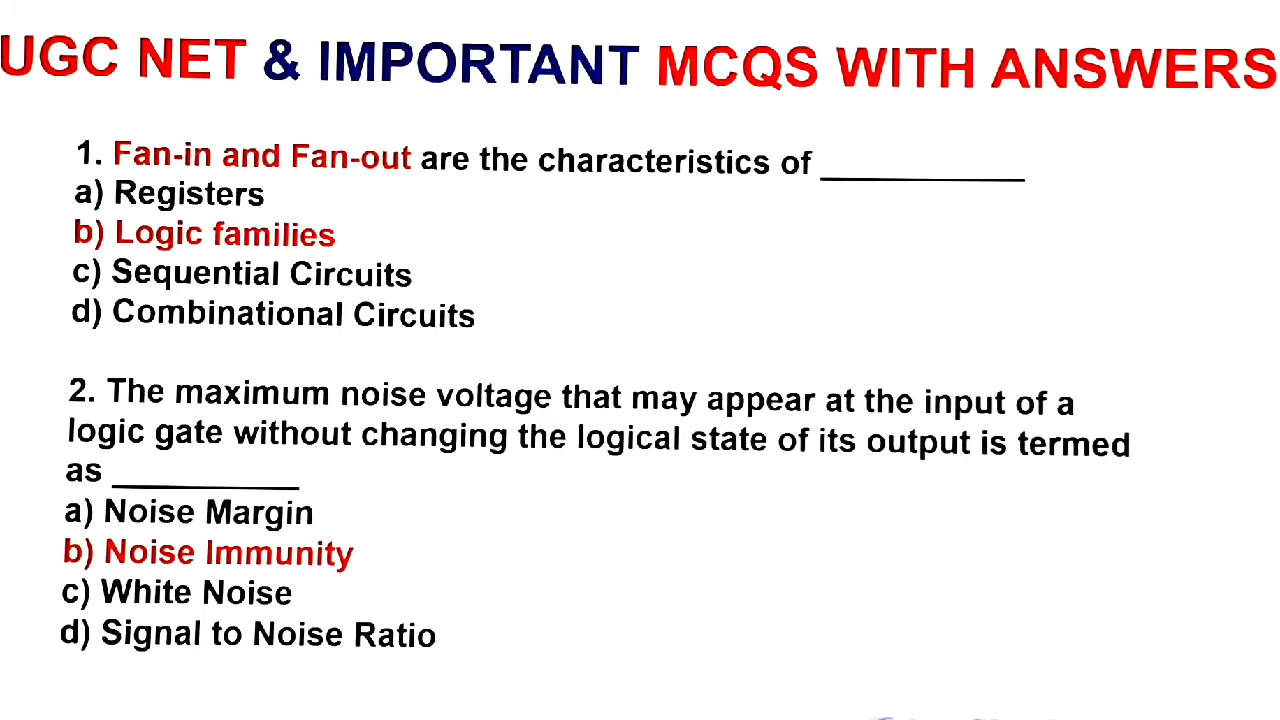 UGC NET & IMPORTANT MCQS WITH ANSWERS
1. Fan-in and Fan-out are the characteristics of ____________
a) Registers
b) Logic families
c) Sequential Circuits
d) Combinational Circuits
2. The maximum noise voltage that may appear at the input of a
logic gate without changing the logical state of its output is termed
as ___________
a) Noise Margin
b) Noise Immunity
c) White Noise
d) Signal to Noise Ratio